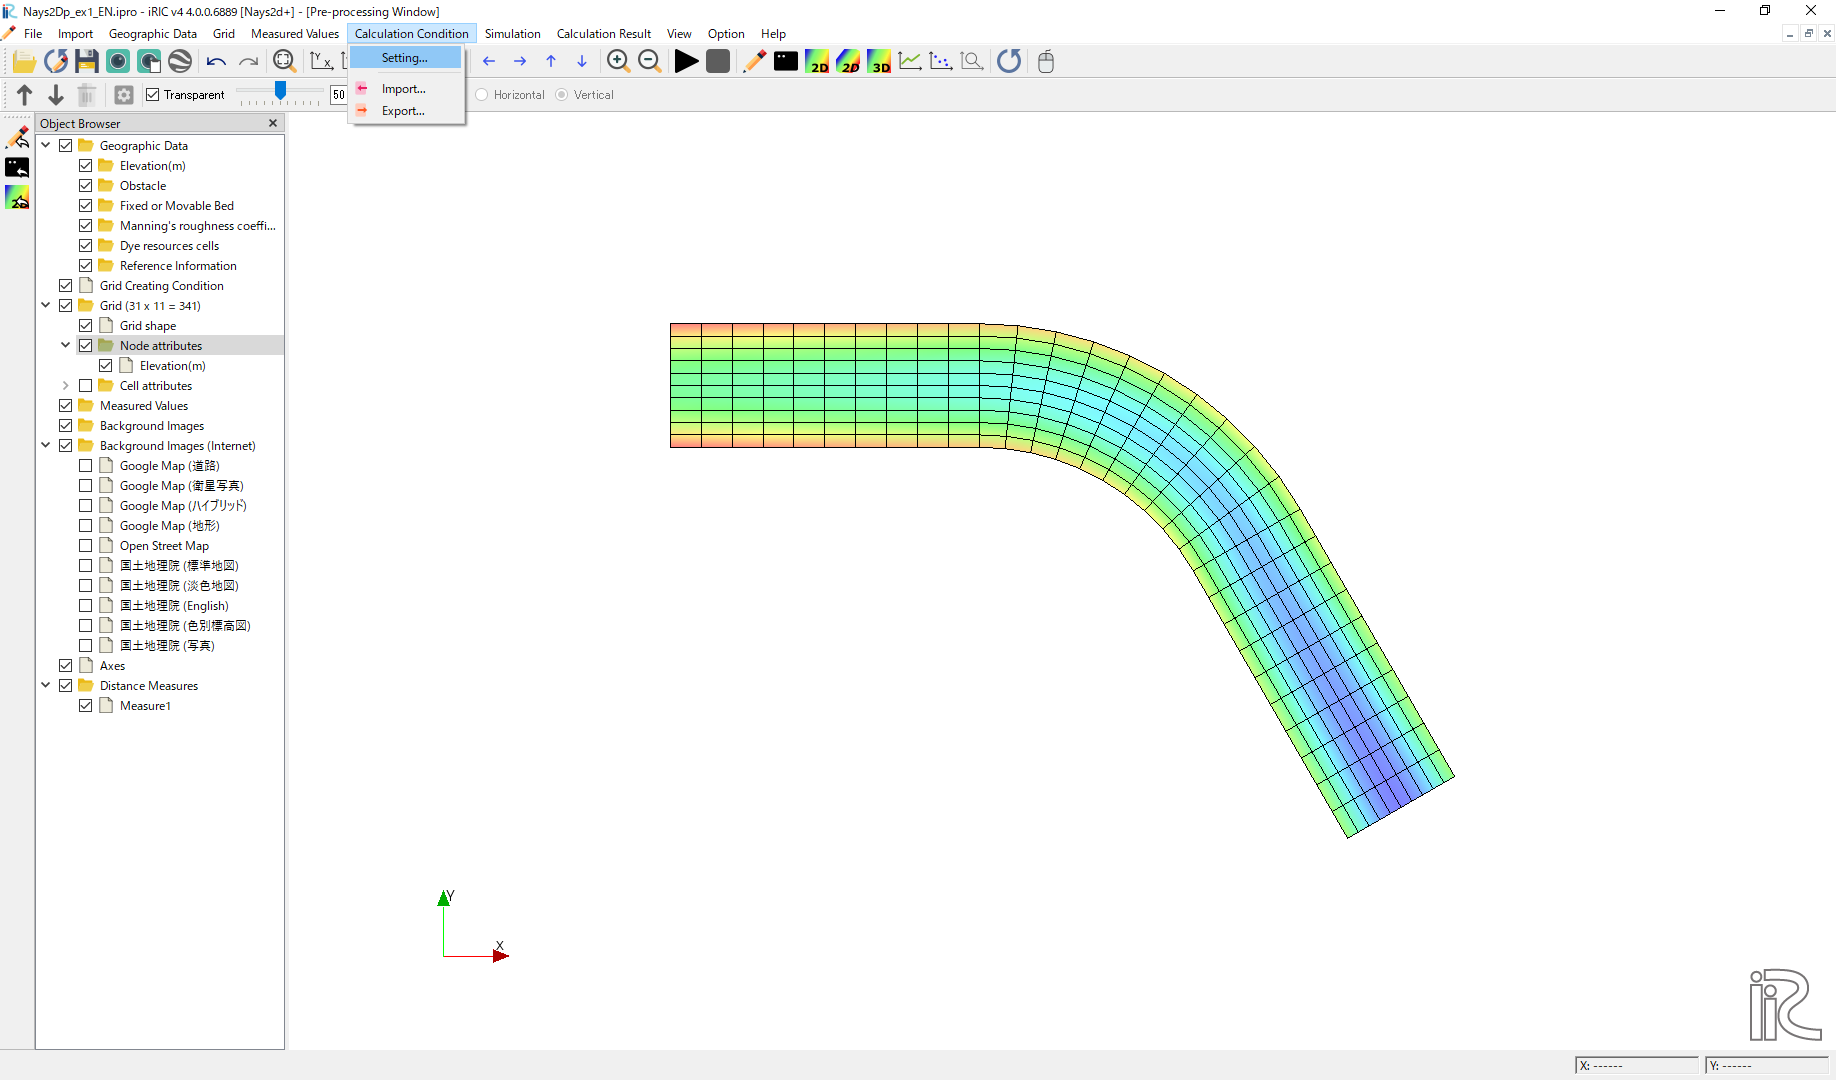 Nays2Dp_ex1_EN.ipro - iRIC v4 4.0.0.6889 [Nays2d+] - [Pre-processing Window]
File Import Geographic Data Grid Measured Values Calculation Condition Simulation Calculation Result View Option Help
Setting...
Import...
Export...
2D 2D 3D
Transparent 50 Horizontal Vertical
Object Browser
Geographic Data
Elevation(m)
Obstacle
Fixed or Movable Bed
Manning's roughness coeffi...
Dye resources cells
Reference Information
Grid Creating Condition
Grid (31 x 11 = 341)
Grid shape
Node attributes
Elevation(m)
Cell attributes
Measured Values
Background Images
Background Images (Internet)
Google Map (道路)
Google Map (衛星写真)
Google Map (ハイブリッド)
Google Map (地形)
Open Street Map
国土地理院 (標準地図)
国土地理院 (淡色地図)
国土地理院 (English)
国土地理院 (色別標高図)
国土地理院 (写真)
Axes
Distance Measures
Measure1
Y
X
iRIC
X: ------
Y: ------